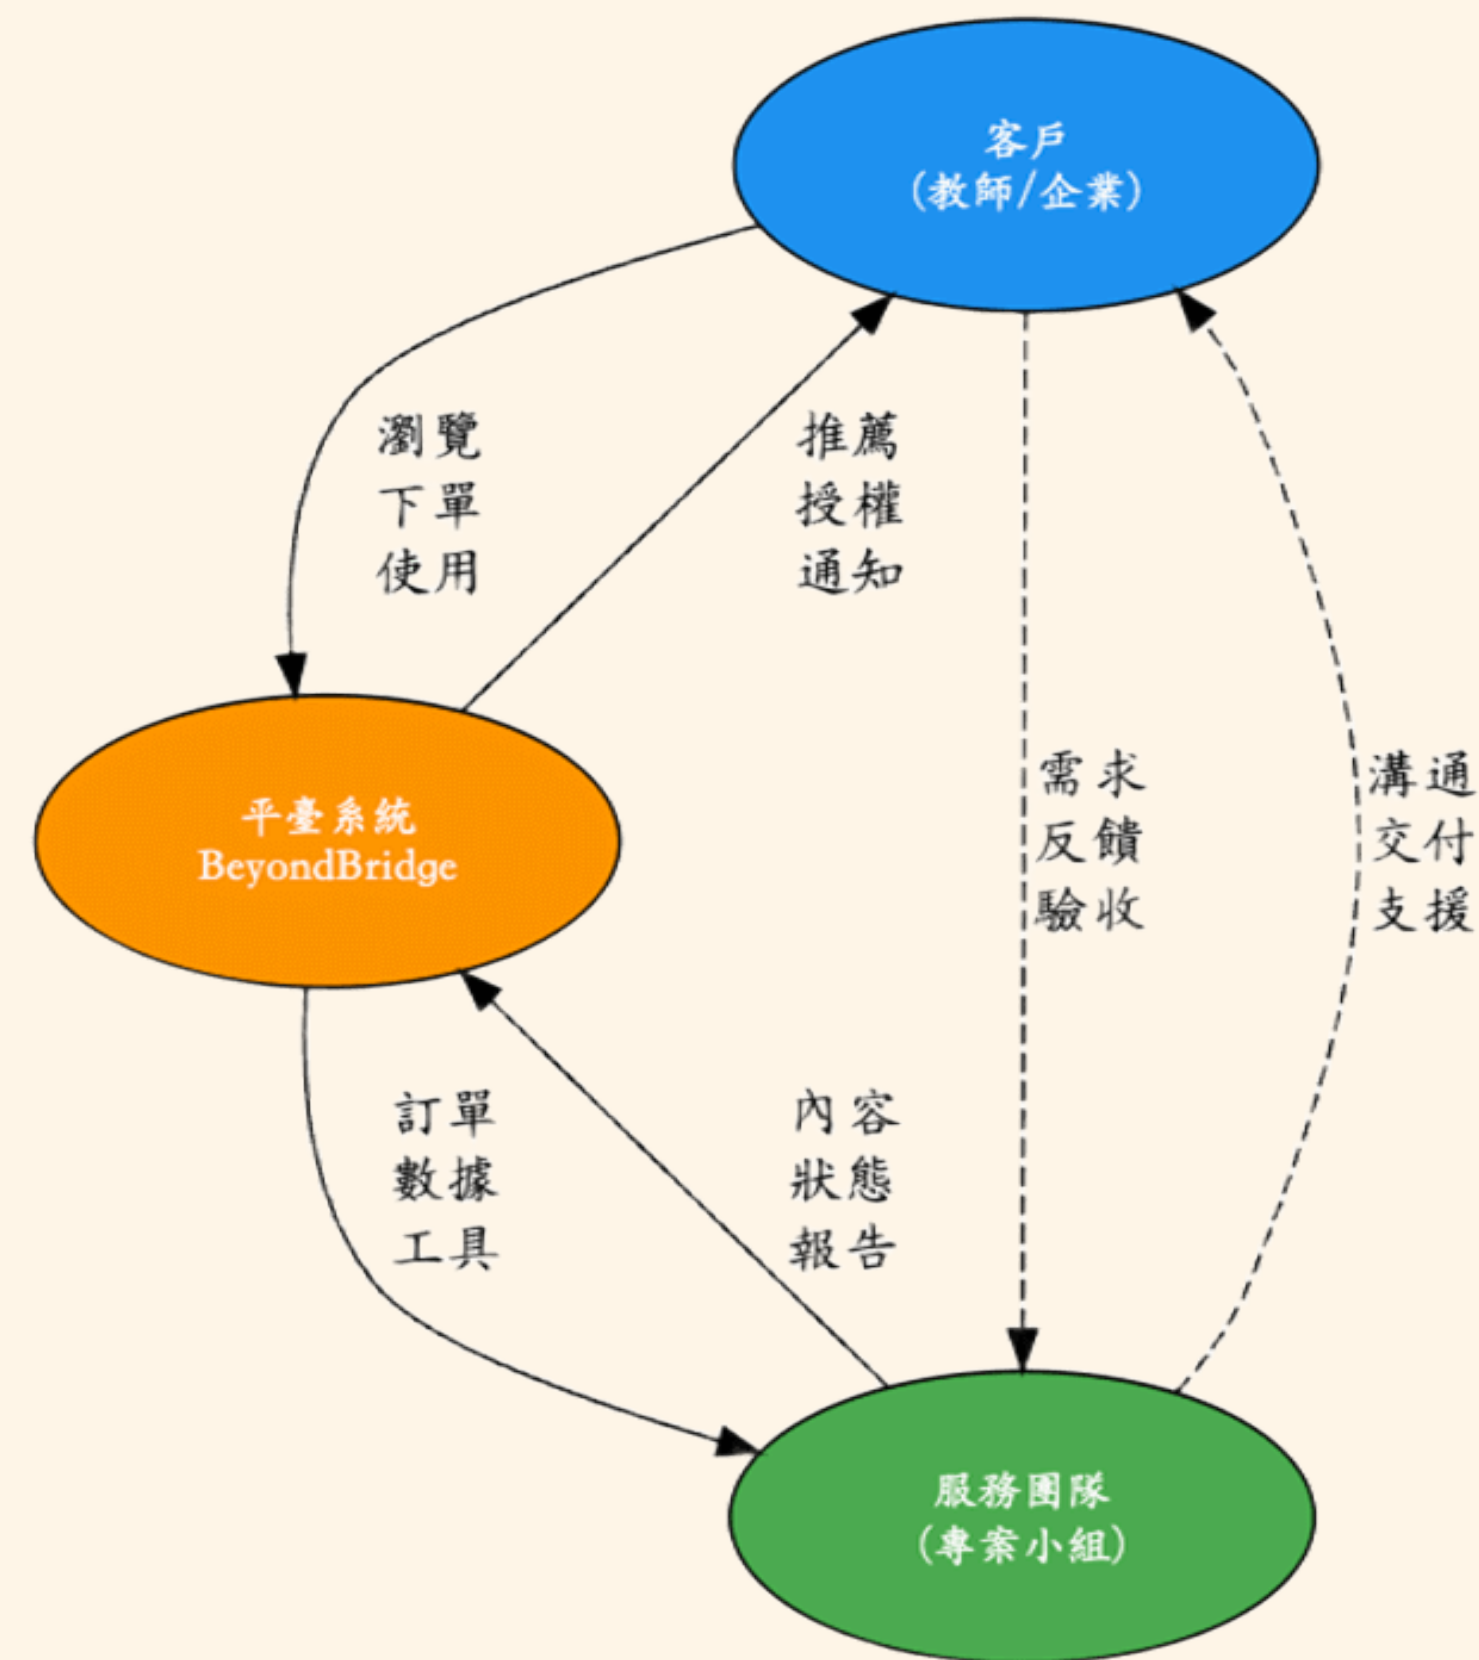 客戶
(教師/企業)
瀏覽
下單
使用
推薦
授權
通知
需求
反饋
驗收
溝通
交付
支援
平臺系統
BeyondBridge
訂單
數據
工具
內容
狀態
報告
服務團隊
(專案小組)